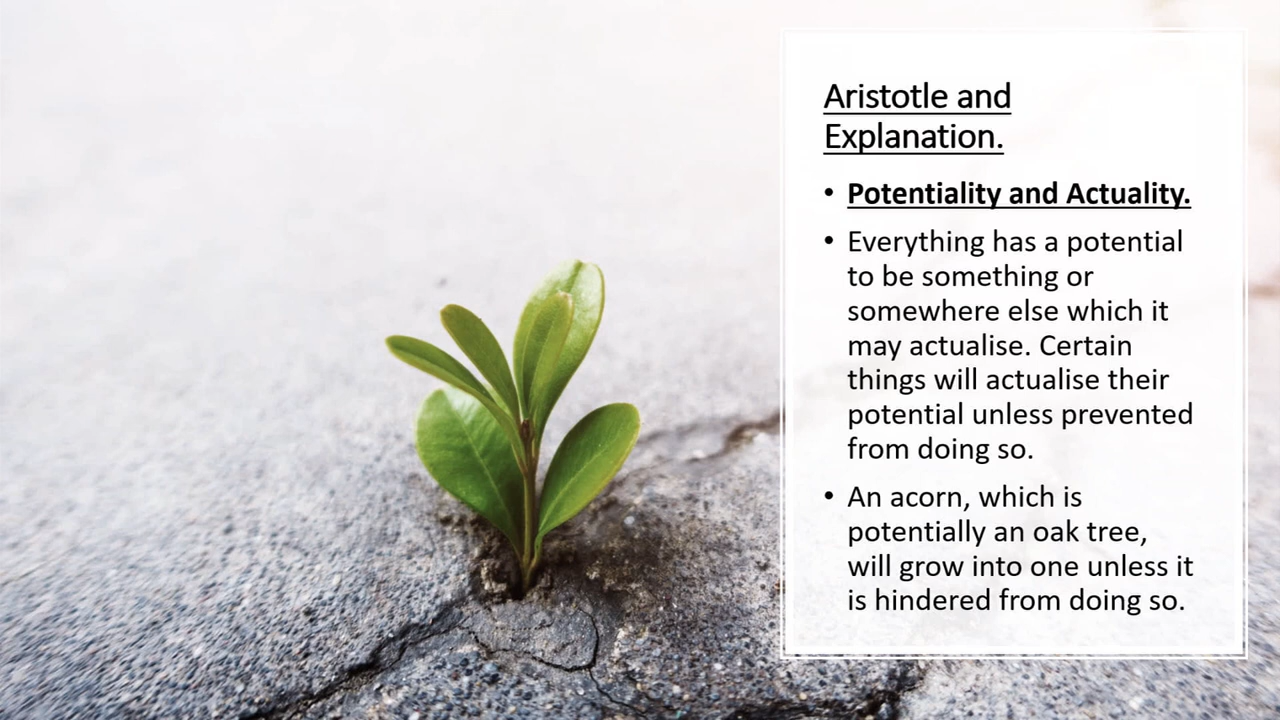 Aristotle and
Explanation.
• Potentiality and Actuality.
• Everything has a potential
to be something or
somewhere else which it
may actualise. Certain
things will actualise their
potential unless prevented
from doing so.
• An acorn, which is
potentially an oak tree,
will grow into one unless it
is hindered from doing so.